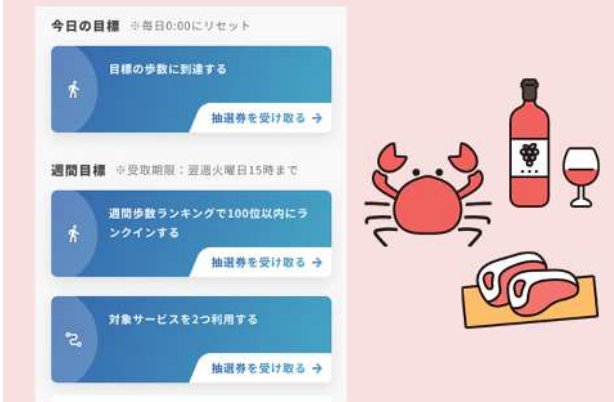 今日の目標 ※毎日0:00にリセット
目標の歩数に到達する
抽選券を受け取る →
週間目標 ※受取期限：翌週火曜日15時まで
週間歩数ランキングで100位以内にラ
ンクインする
抽選券を受け取る →
対象サービスを2つ利用する
抽選券を受け取る →